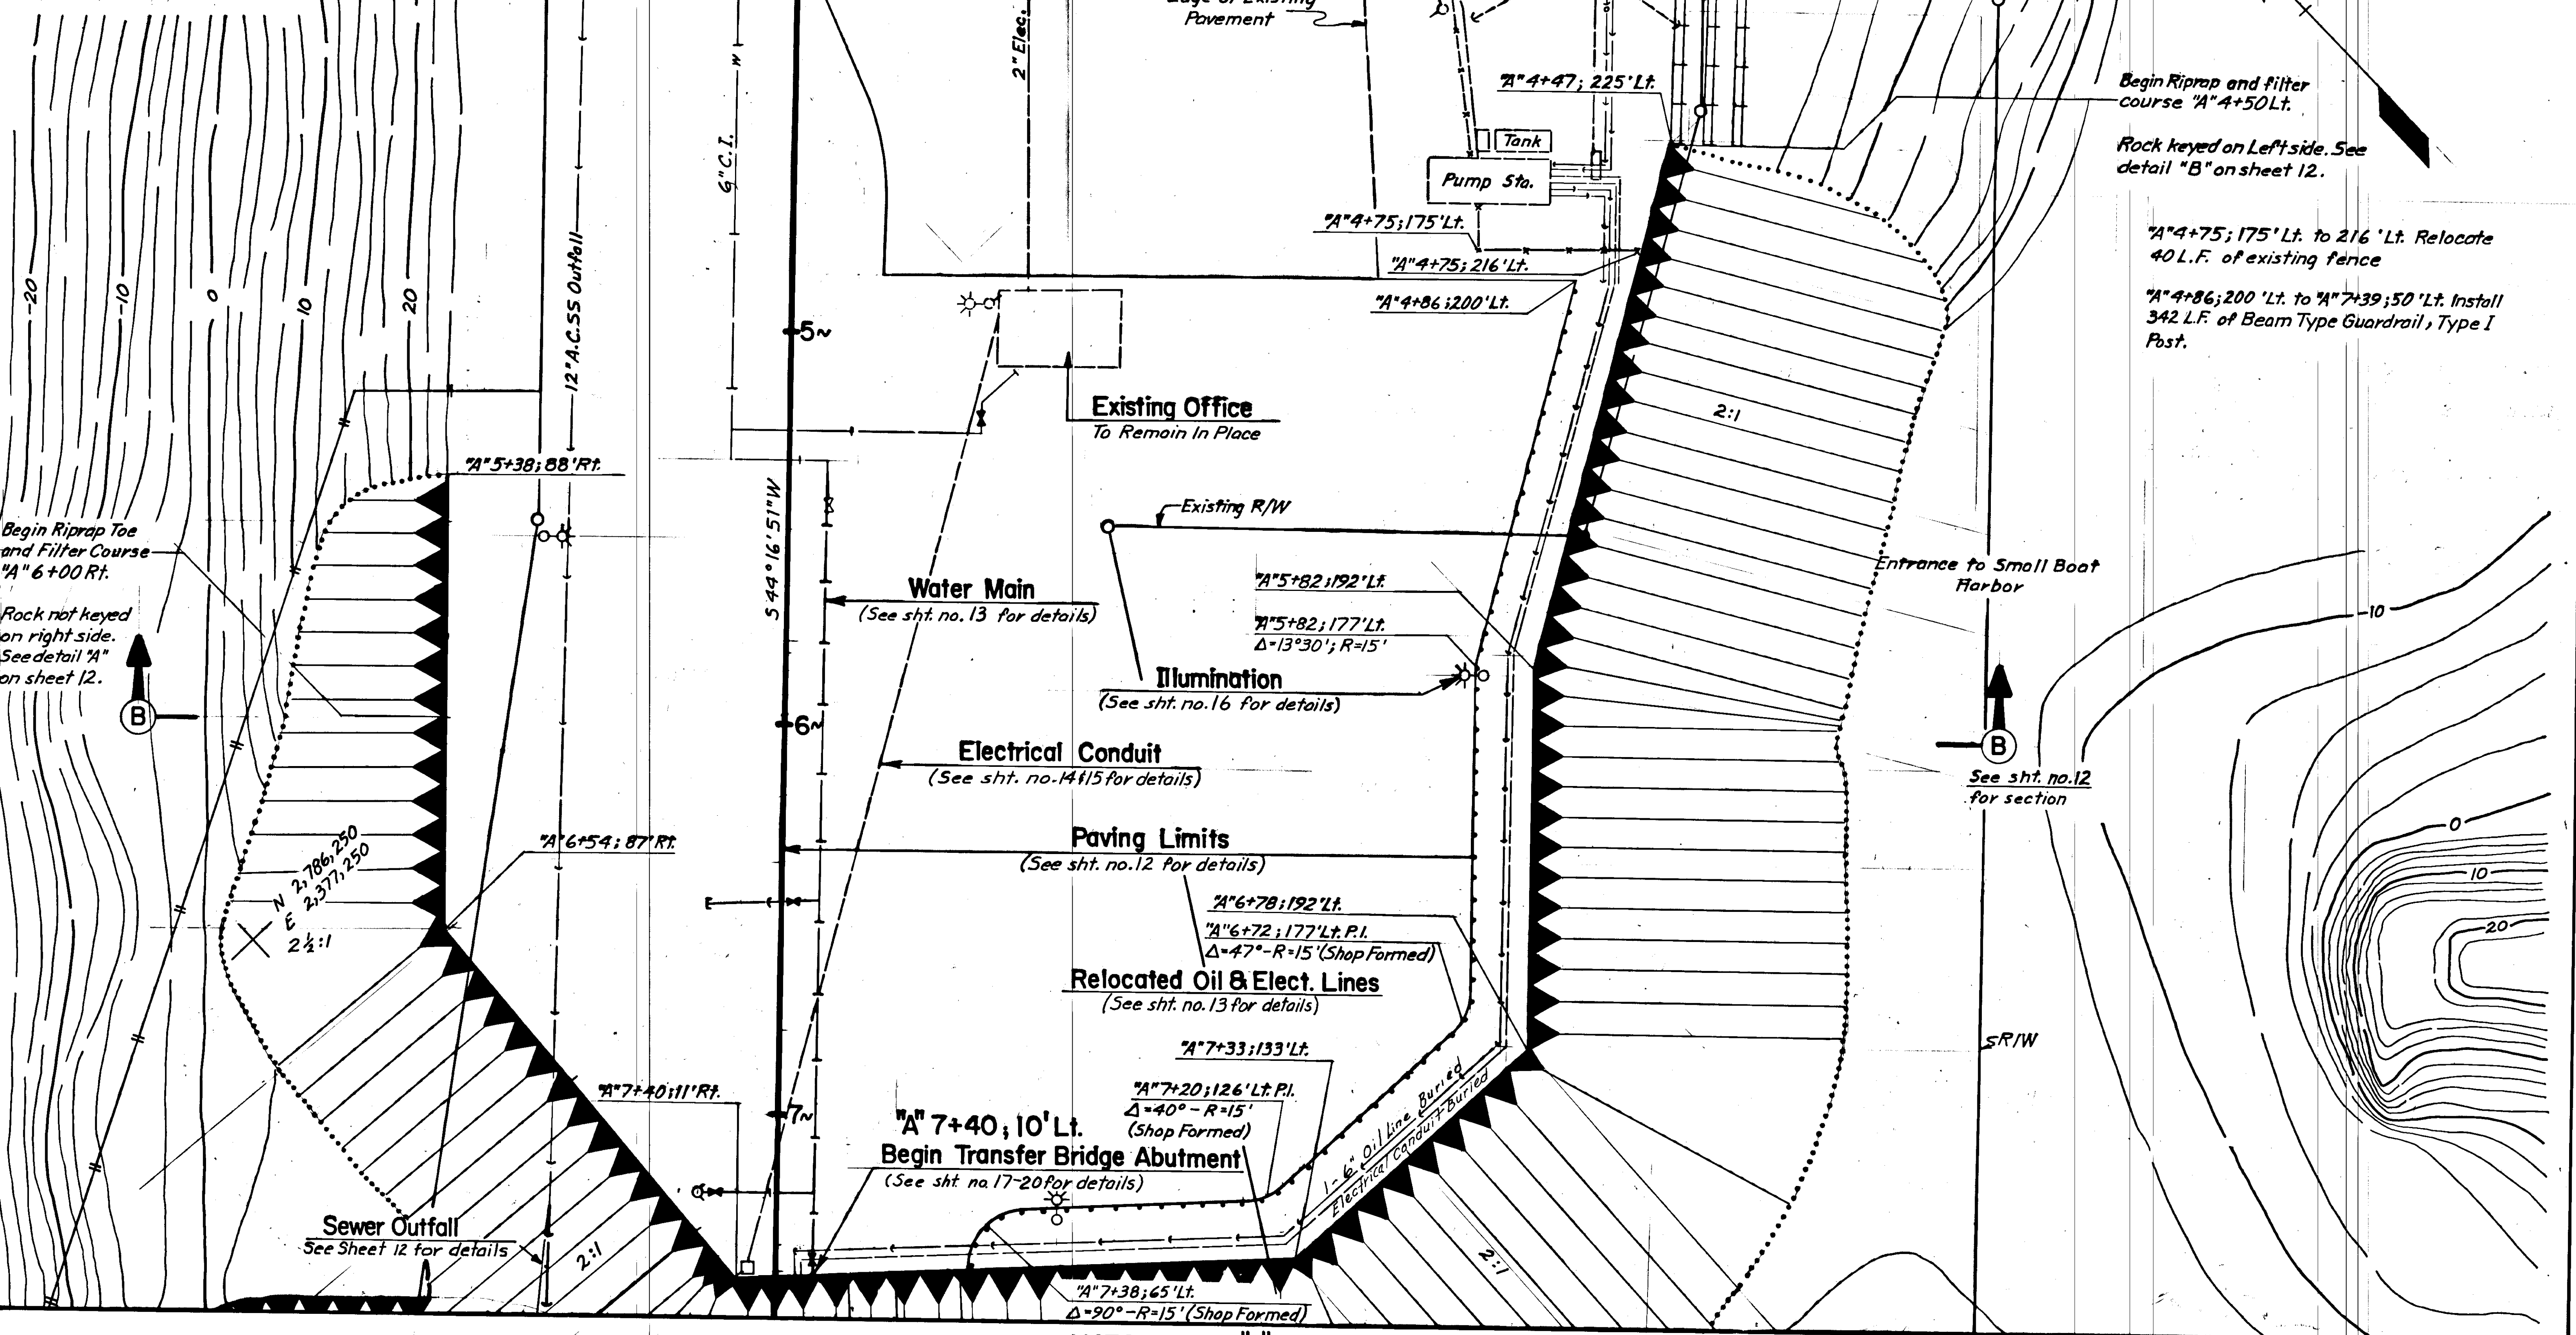 Edge of Existing
Pavement
2" Elec.
W
6" C.I.
12" A.C.SS Outfall
"A" 4+47; 225' Lt.
Tank
Pump Sta.
"A" 4+75; 175' Lt.
"A" 4+75; 216' Lt.
"A" 4+86; 200' Lt.
Begin Riprap and filter
course "A" 4+50 Lt.
Rock keyed on Left side. See
detail "B" on sheet 12.
"A" 4+75; 175' Lt. to 216' Lt. Relocate
40 L.F. of existing fence
"A" 4+86; 200' Lt. to "A" 7+39; 50' Lt. Install
342 L.F. of Beam Type Guardrail, Type I
Post.
-20
-10
0
10
20
5~
Existing Office
To Remain In Place
2:1
"A" 5+38; 88' Rt.
S 44° 16' 51" W
Existing R/W
Begin Riprap Toe
and Filter Course
"A" 6+00 Rt.
Rock not keyed
on right side.
See detail "A"
on sheet 12.
B
Water Main
(See sht. no. 13 for details)
"A" 5+82; 192' Lt.
"A" 5+82; 177' Lt.
Δ=13°30'; R=15'
Illumination
(See sht. no. 16 for details)
Entrance to Small Boat
Harbor
-10
6~
Electrical Conduit
(See sht. no. 14 & 15 for details)
B
See sht. no. 12
for section
Paving Limits
(See sht. no. 12 for details)
"A" 6+54; 87' Rt.
N 2,786,250
E 2,377,250
2½:1
"A" 6+78; 192' Lt.
"A" 6+72; 177' Lt. P.I.
Δ=47° - R=15' (Shop Formed)
Relocated Oil & Elect. Lines
(See sht. no. 13 for details)
0
10
20
R/W
"A" 7+33; 133' Lt.
"A" 7+40; 11' Rt.
7~
"A" 7+20; 126' Lt. P.I.
Δ=40° - R=15'
(Shop Formed)
"A" 7+40; 10' Lt.
Begin Transfer Bridge Abutment
(See sht. no. 17-20 for details)
1-6" Oil Line Buried
Electrical Conduit Buried
Sewer Outfall
See Sheet 12 for details
2:1
2:1
"A" 7+38; 65' Lt.
Δ=90° - R=15' (Shop Formed)